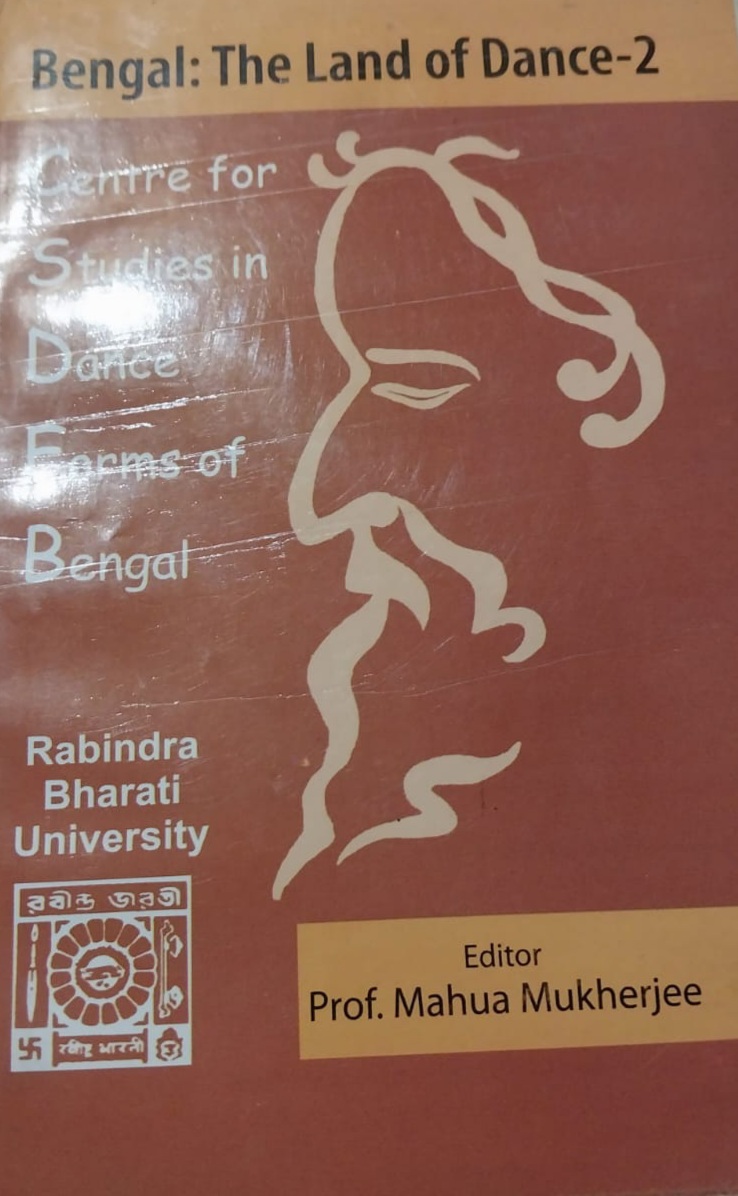 Bengal: The Land of Dance-2
Centre for
Studies in
Dance
Forms of
Bengal
Rabindra
Bharati
University
রবীন্দ্র ভারতী
रवीन्द्र भारती
Editor
Prof. Mahua Mukherjee